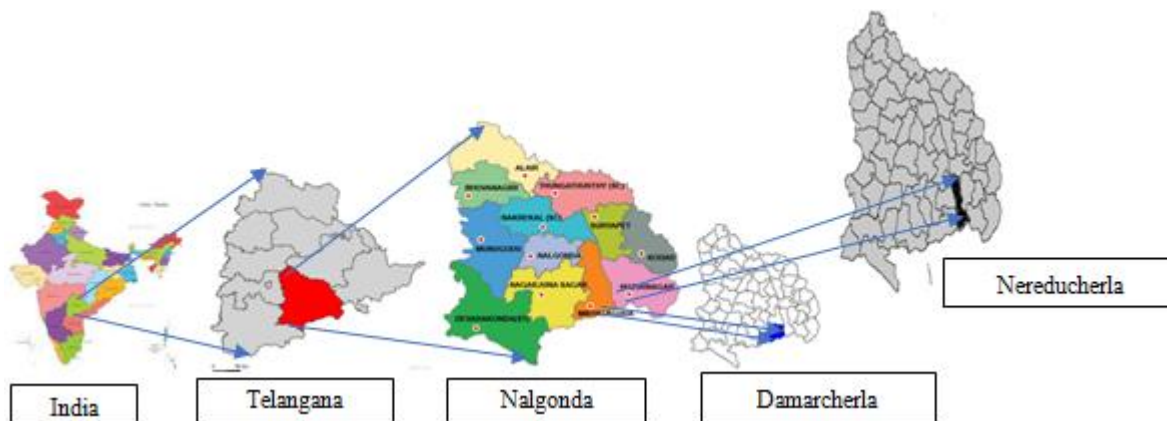 ALAIR
BHUVANAGIRI
THUNGATHURTHY (SC)
NAKREKAL (SC)
SURYAPET
MUNUGODE
NALGONDA
KODAD
NAGARJUNA SAGAR
HUZURNAGAR
MIRYALAGUDA
DEVARAKONDA(ST)
Nereducherla
India
Telangana
Nalgonda
Damarcherla